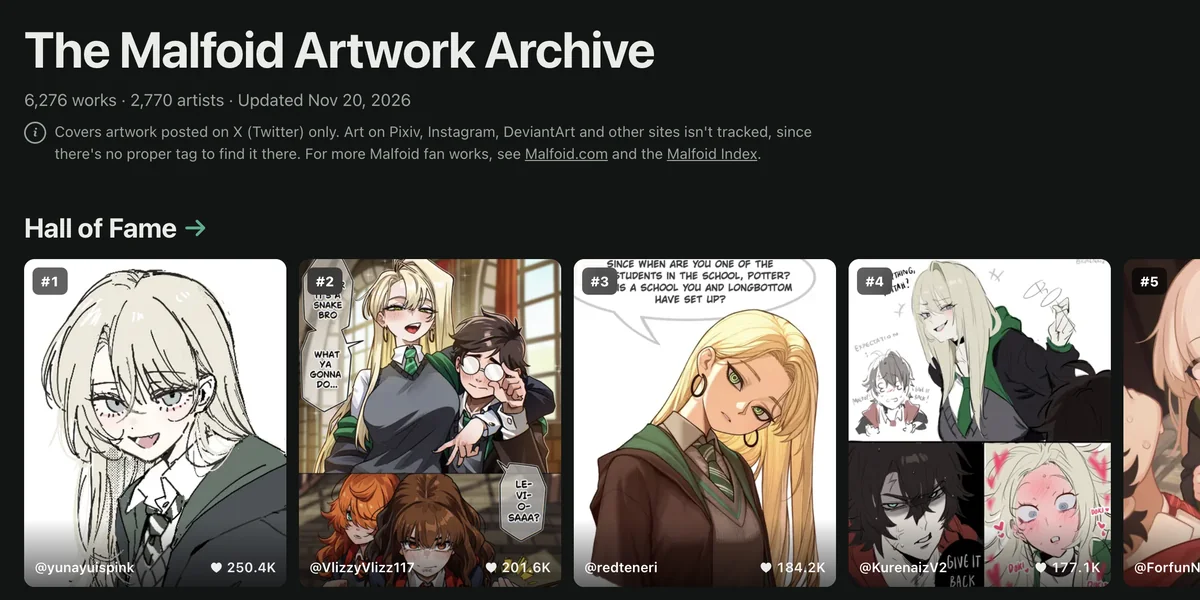 The Malfoid Artwork Archive
6,276 works · 2,770 artists · Updated Nov 20, 2026
Covers artwork posted on X (Twitter) only. Art on Pixiv, Instagram, DeviantArt and other sites isn't tracked, since
there's no proper tag to find it there. For more Malfoid fan works, see Malfoid.com and the Malfoid Index.
Hall of Fame →
#1
@yunayuispink
250.4K
#2
IT'S A
SNAKE
BRO
WHAT
YA
GONNA
DO...
LE-
VI-
O-
SAAA?
@VlizzyVlizz117
201.6K
#3
SINCE WHEN ARE YOU ONE OF THE
STUDENTS IN THE SCHOOL, POTTER?
IS A SCHOOL YOU AND LONGBOTTOM
HAVE SET UP?
@redteneri
184.2K
#4
EXPECTATION
GIVE IT
BACK
DOKI
DOKI
@KurenaizV2
177.1K
#5
@ForfunN